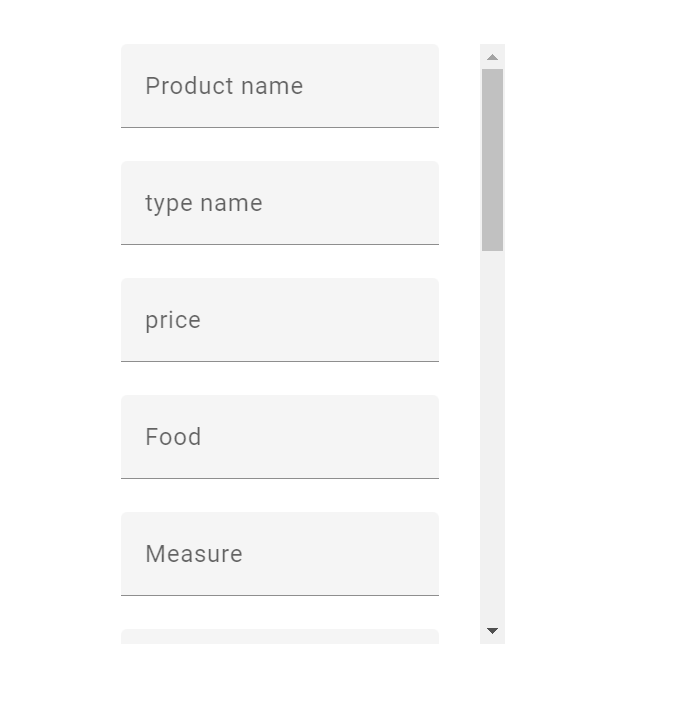 Product name
type name
price
Food
Measure